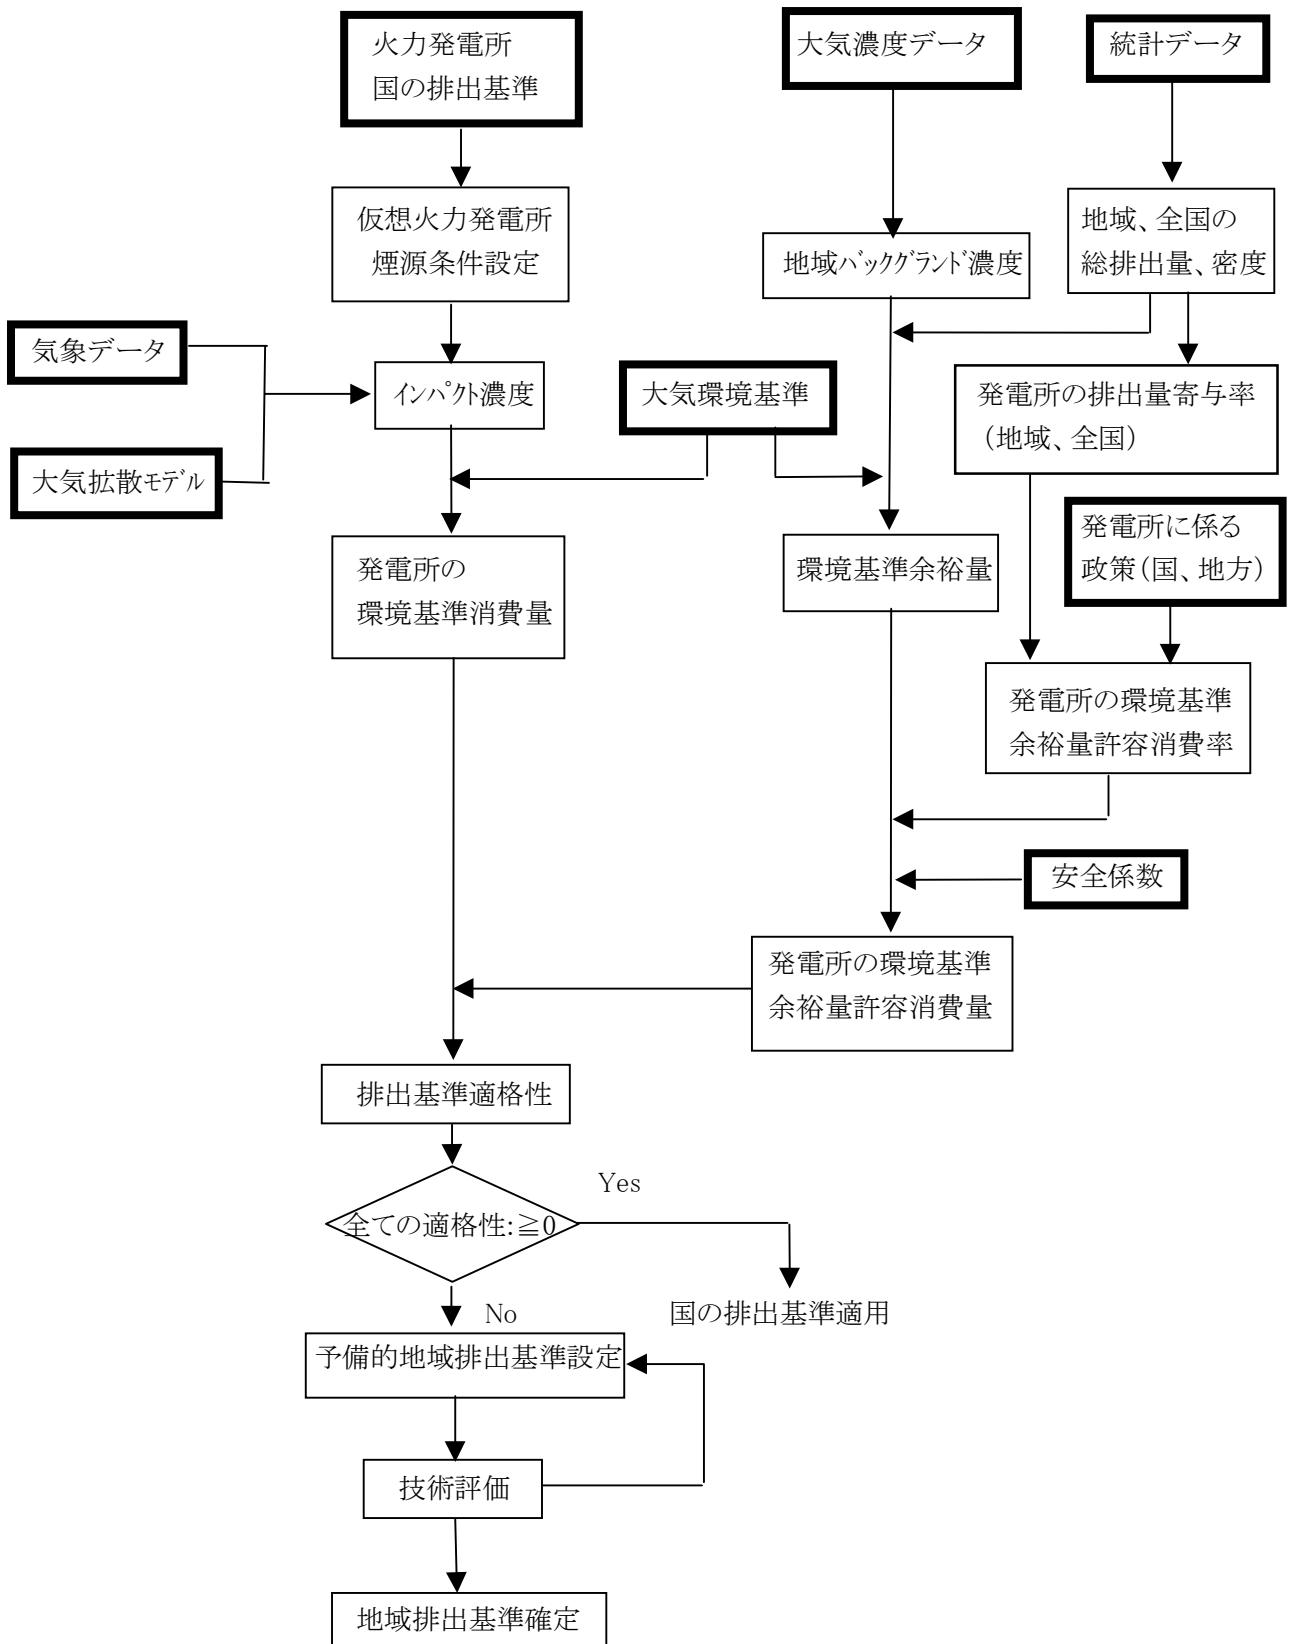 火力発電所
国の排出基準
大気濃度データ
統計データ
仮想火力発電所
煙源条件設定
地域バックグランド濃度
地域、全国の
総排出量、密度
気象データ
インパクト濃度
大気環境基準
発電所の排出量寄与率
(地域、全国)
大気拡散モデル
発電所に係る
政策(国、地方)
発電所の
環境基準消費量
環境基準余裕量
発電所の環境基準
余裕量許容消費率
安全係数
発電所の環境基準
余裕量許容消費量
排出基準適格性
Yes
全ての適格性:≧0
国の排出基準適用
No
予備的地域排出基準設定
技術評価
地域排出基準確定